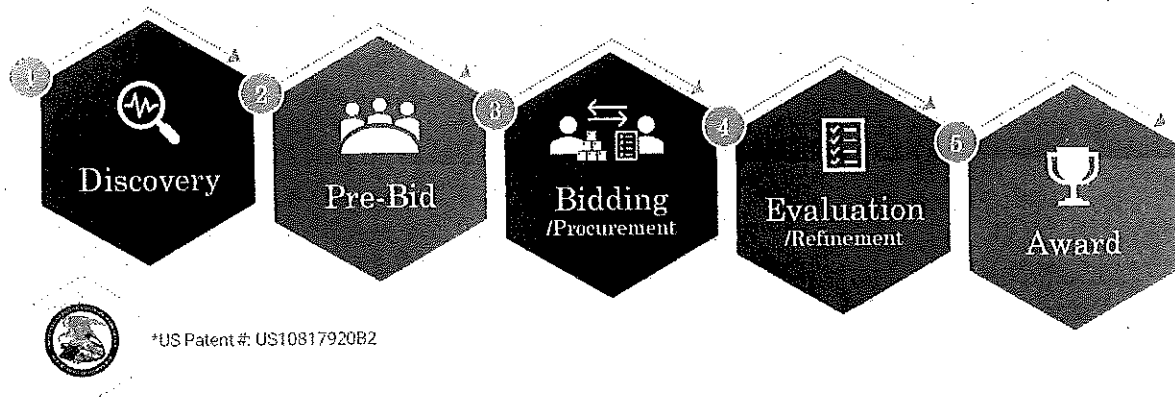 1
Discovery
2
Pre-Bid
3
Bidding
/Procurement
4
Evaluation
/Refinement
5
Award
*US Patent #: US10817920B2